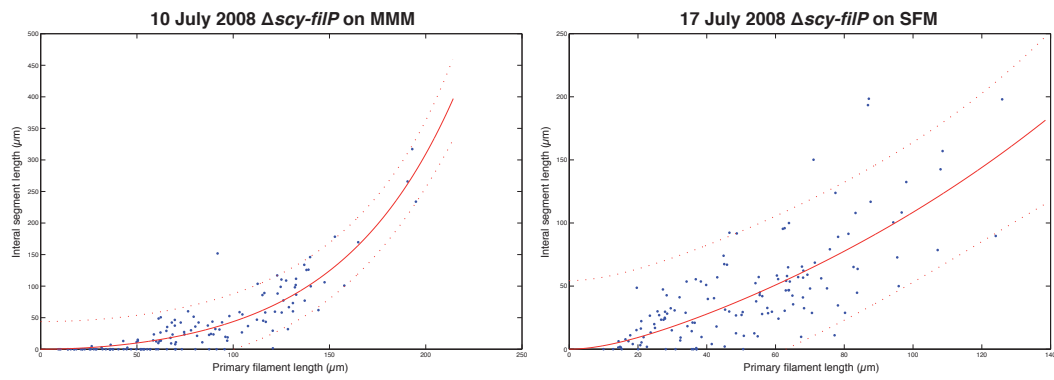 10 July 2008 Δscy-filP on MMM
500
450
400
350
300
250
200
150
100
50
0
Interal segment length (µm)
0 50 100 150 200 250
Primary filament length (µm)
17 July 2008 Δscy-filP on SFM
250
200
150
100
50
0
Interal segment length (µm)
0 20 40 60 80 100 120 140
Primary filament length (µm)